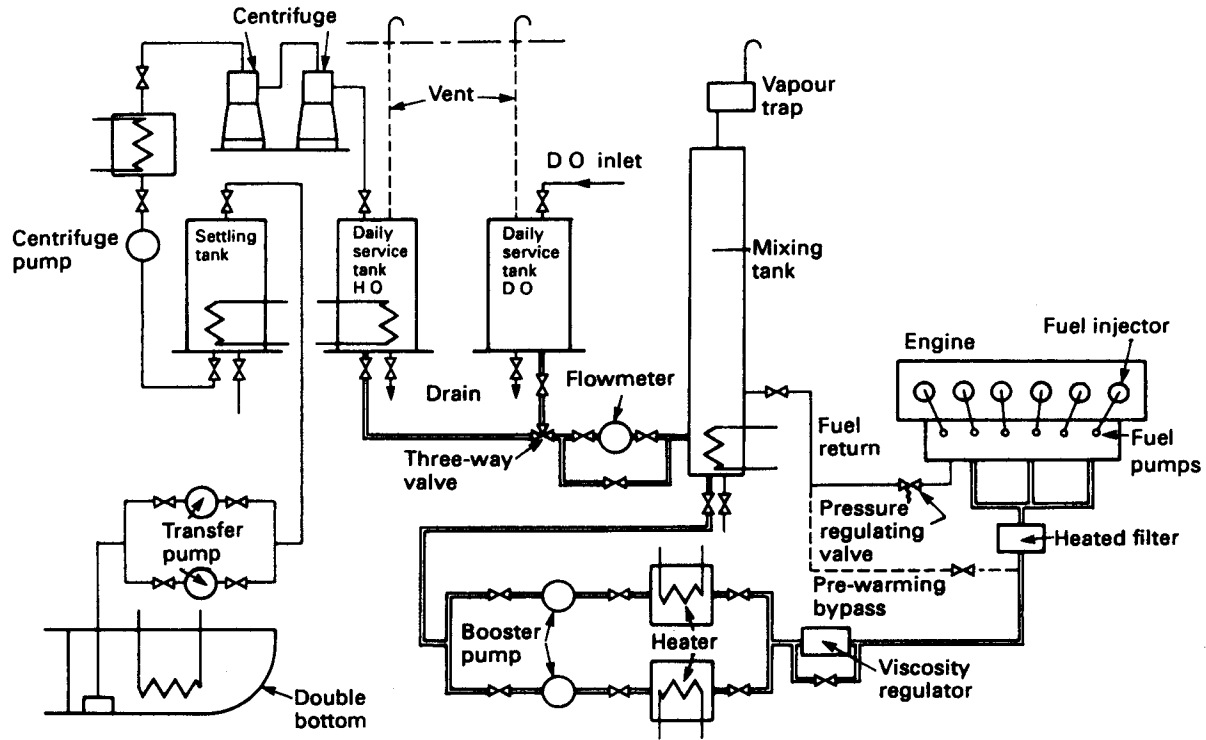 Centrifuge
Vent
Vapour
trap
D O inlet
Centrifuge
pump
Settling
tank
Daily
service
tank
H O
Daily
service
tank
D O
Mixing
tank
Engine
Fuel injector
Drain
Flowmeter
Three-way
valve
Fuel
return
Fuel
pumps
Transfer
pump
Pressure
regulating
valve
Heated filter
Pre-warming
bypass
Booster
pump
Heater
Viscosity
regulator
Double
bottom